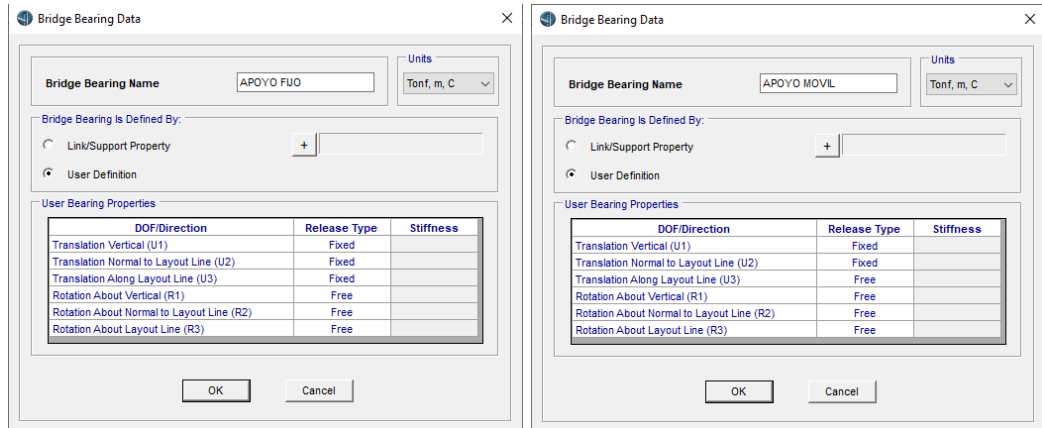 Bridge Bearing Data
Units
Bridge Bearing Name APOYO FIJO Tonf, m, C
Bridge Bearing Is Defined By:
Link/Support Property +
User Definition
User Bearing Properties
DOF/Direction Release Type Stiffness
Translation Vertical (U1) Fixed
Translation Normal to Layout Line (U2) Fixed
Translation Along Layout Line (U3) Fixed
Rotation About Vertical (R1) Free
Rotation About Normal to Layout Line (R2) Free
Rotation About Layout Line (R3) Free
OK Cancel
Bridge Bearing Data
Units
Bridge Bearing Name APOYO MOVIL Tonf, m, C
Bridge Bearing Is Defined By:
Link/Support Property +
User Definition
User Bearing Properties
DOF/Direction Release Type Stiffness
Translation Vertical (U1) Fixed
Translation Normal to Layout Line (U2) Fixed
Translation Along Layout Line (U3) Free
Rotation About Vertical (R1) Free
Rotation About Normal to Layout Line (R2) Free
Rotation About Layout Line (R3) Free
OK Cancel